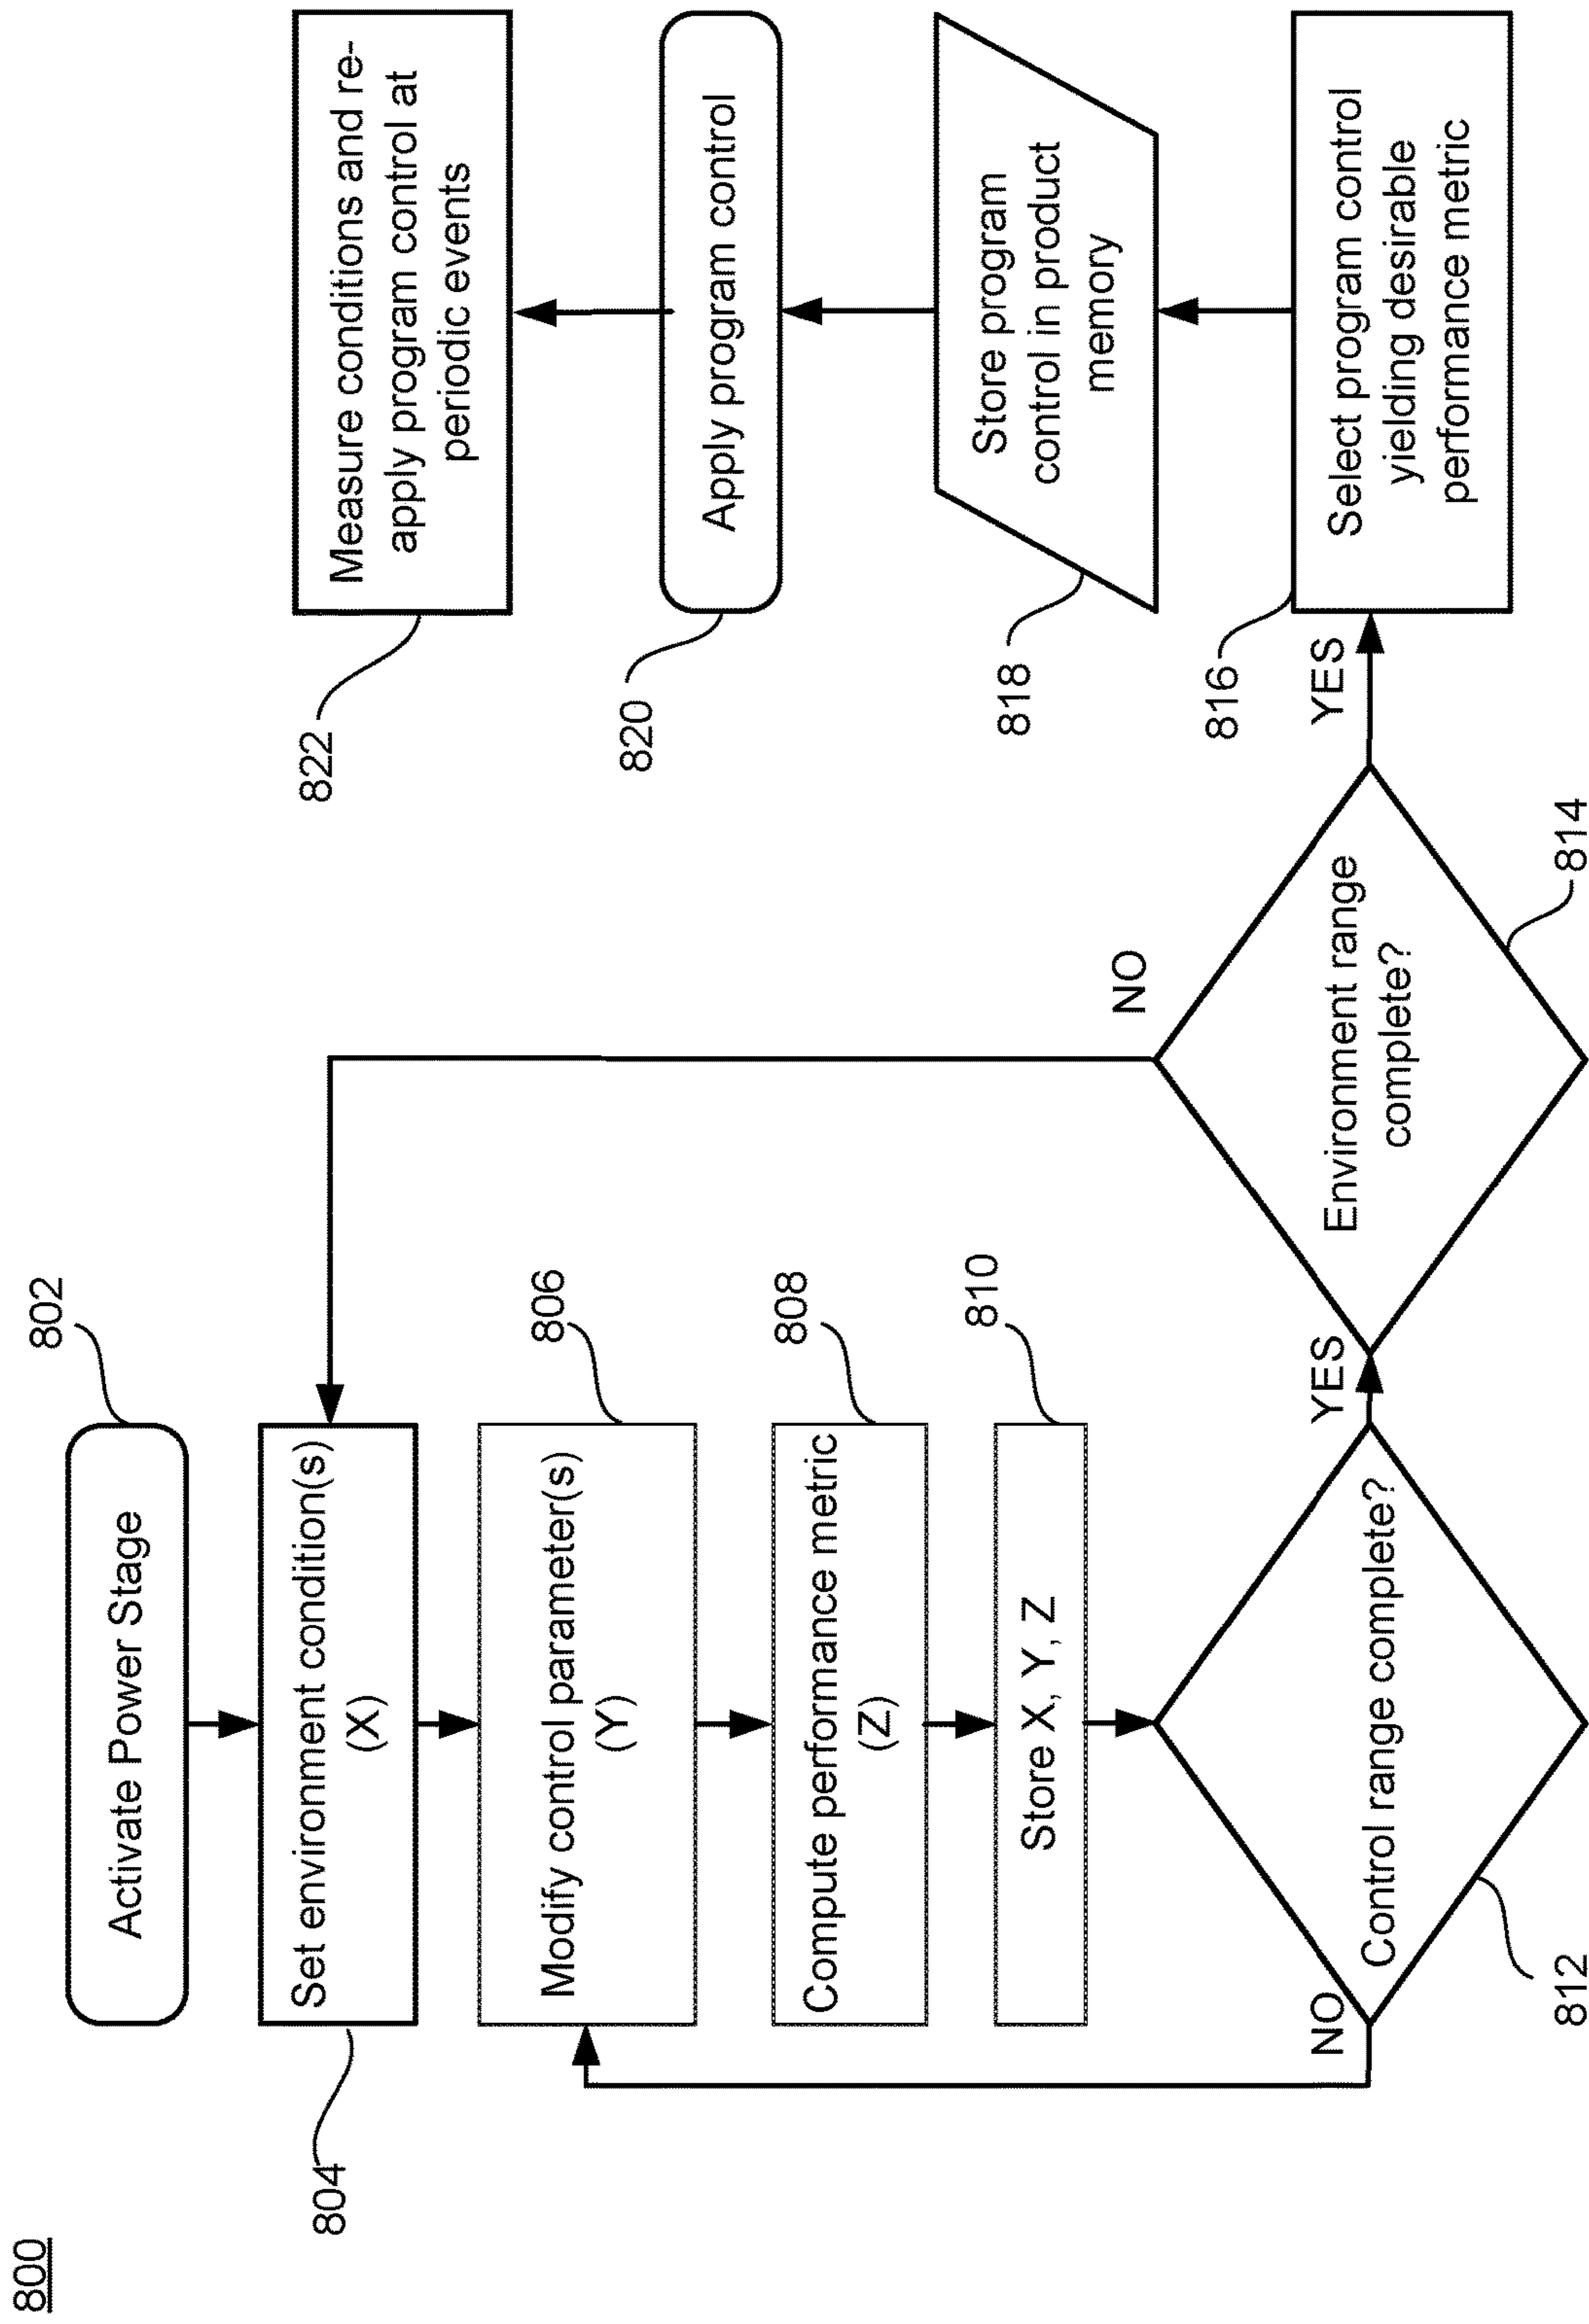 800
802
Activate Power Stage
804
Set environment condition(s)
(X)
806
Modify control parameter(s)
(Y)
808
Compute performance metric
(Z)
810
Store X, Y, Z
812
Control range complete?
NO
YES
814
Environment range
complete?
NO
YES
816
Select program control
yielding desirable
performance metric
818
Store program
control in product
memory
820
Apply program control
822
Measure conditions and re-
apply program control at
periodic events